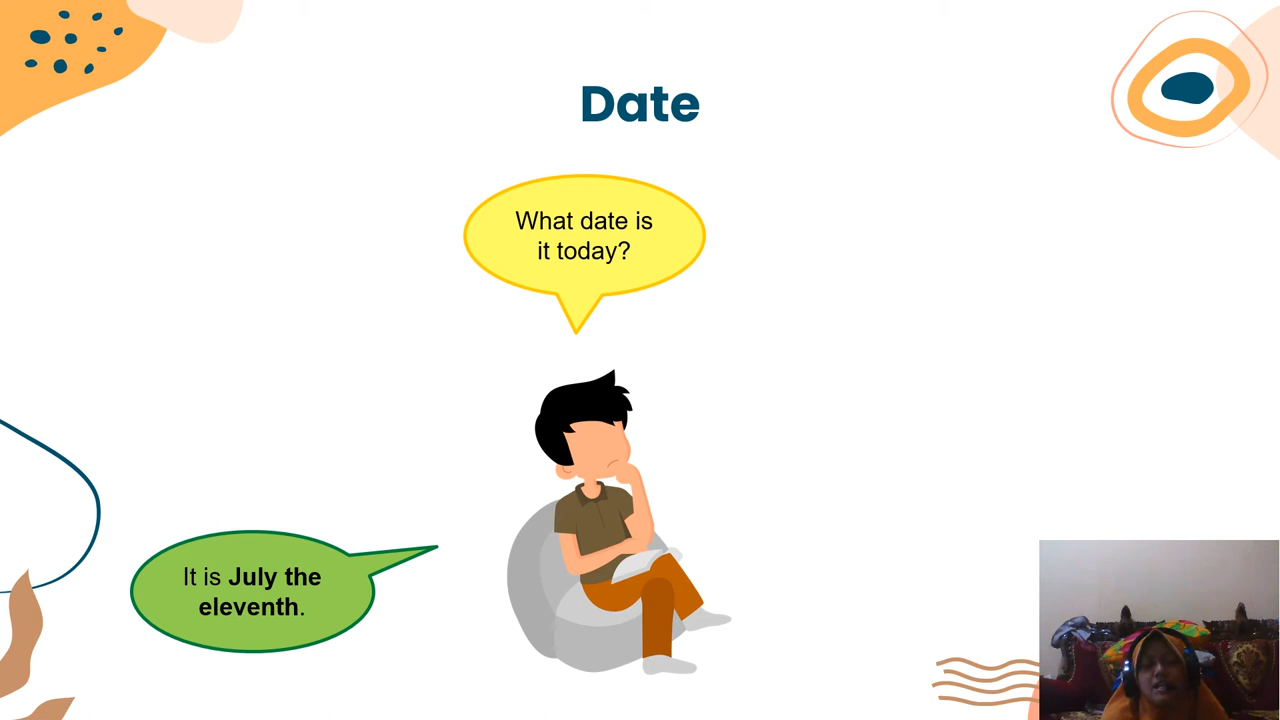 Date
What date is
it today?
It is July the
eleventh.